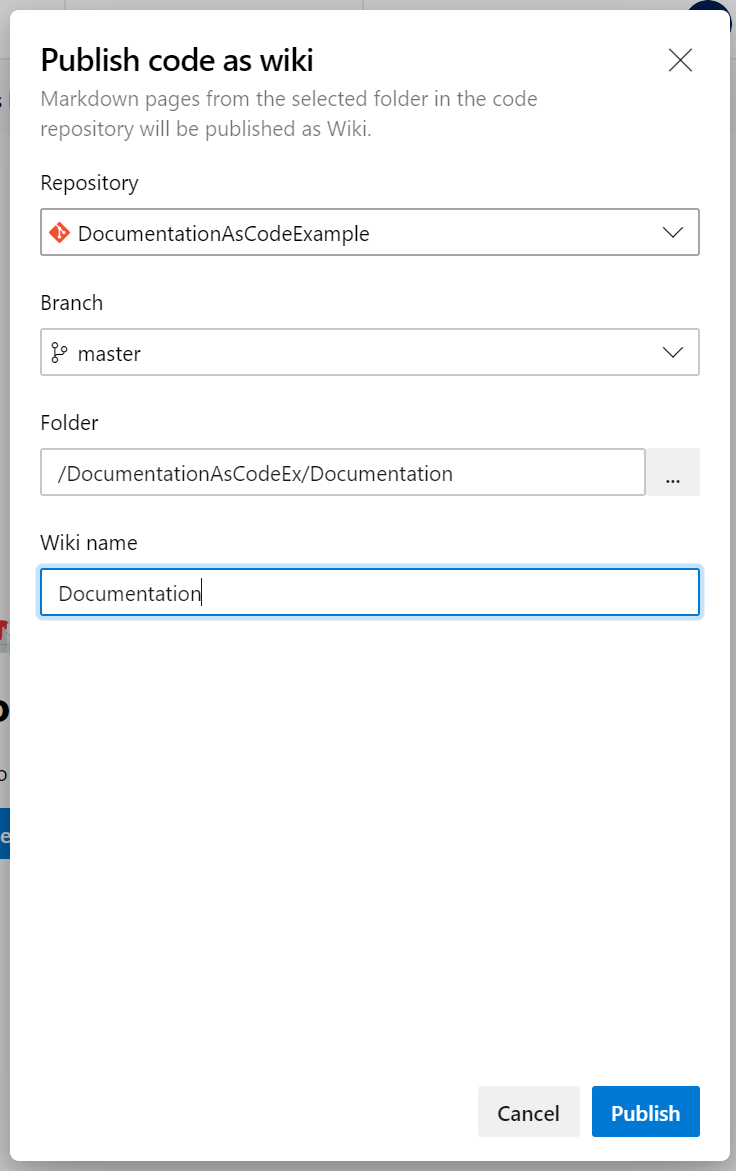 Publish code as wiki
Markdown pages from the selected folder in the code
repository will be published as Wiki.
Repository
DocumentationAsCodeExample
Branch
master
Folder
/DocumentationAsCodeEx/Documentation
...
Wiki name
Documentation
Cancel
Publish